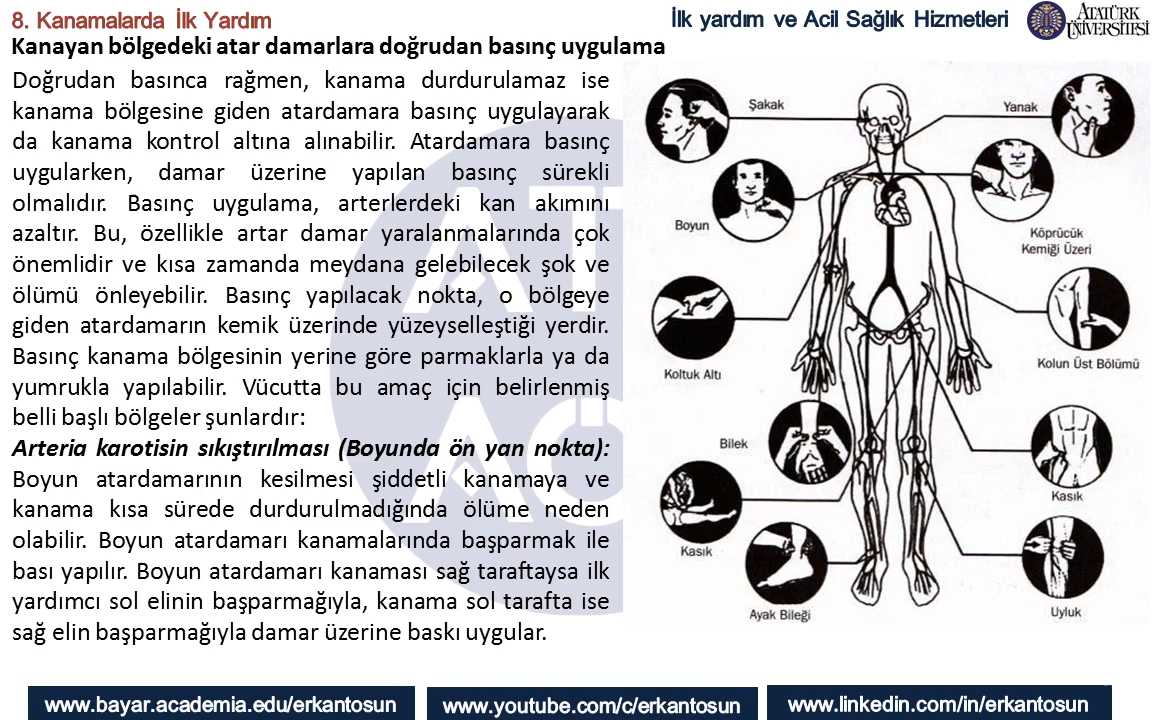 8. Kanamalarda İlk Yardım
İlk yardım ve Acil Sağlık Hizmetleri
ATATÜRK
ÜNİVERSİTESİ
Kanayan bölgedeki atar damarlara doğrudan basınç uygulama
Doğrudan basınca rağmen, kanama durdurulamaz ise
kanama bölgesine giden atardamara basınç uygulayarak
da kanama kontrol altına alınabilir. Atardamara basınç
uygularken, damar üzerine yapılan basınç sürekli
olmalıdır. Basınç uygulama, arterlerdeki kan akımını
azaltır. Bu, özellikle artar damar yaralanmalarında çok
önemlidir ve kısa zamanda meydana gelebilecek şok ve
ölümü önleyebilir. Basınç yapılacak nokta, o bölgeye
giden atardamarın kemik üzerinde yüzeyselleştiği yerdir.
Basınç kanama bölgesinin yerine göre parmaklarla ya da
yumrukla yapılabilir. Vücutta bu amaç için belirlenmiş
belli başlı bölgeler şunlardır:
Arteria karotisin sıkıştırılması (Boyunda ön yan nokta):
Boyun atardamarının kesilmesi şiddetli kanamaya ve
kanama kısa sürede durdurulmadığında ölüme neden
olabilir. Boyun atardamarı kanamalarında başparmak ile
bası yapılır. Boyun atardamarı kanaması sağ taraftaysa ilk
yardımcı sol elinin başparmağıyla, kanama sol tarafta ise
sağ elin başparmağıyla damar üzerine baskı uygular.
Şakak
Yanak
Boyun
Köprücük
Kemiği Üzeri
Koltuk Altı
Kolun Üst Bölümü
Bilek
Kasık
Kasık
Ayak Bileği
Uyluk
www.bayar.academia.edu/erkantosun
www.youtube.com/c/erkantosun
www.linkedin.com/in/erkantosun